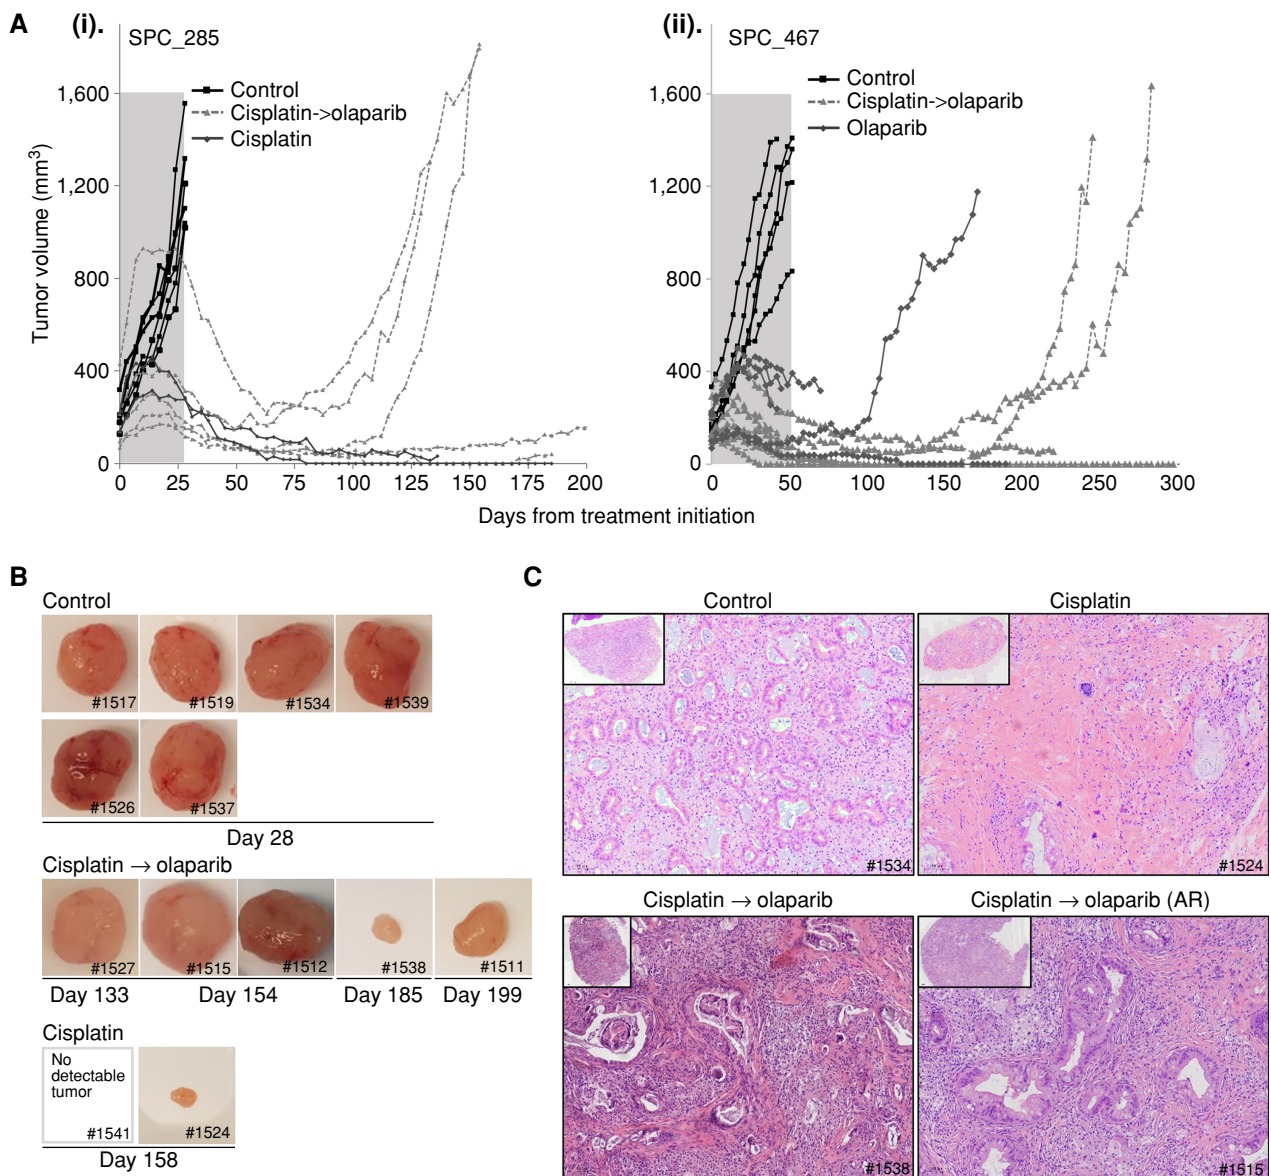 A
(i).
SPC_285
Control
Cisplatin->olaparib
Cisplatin
1,600
1,200
800
400
0
0 25 50 75 100 125 150 175 200
Tumor volume (mm3)
(ii).
SPC_467
Control
Cisplatin->olaparib
Olaparib
1,600
1,200
800
400
0
0 50 100 150 200 250 300
Days from treatment initiation
B
Control
#1517 #1519 #1534 #1539
#1526 #1537
Day 28
Cisplatin → olaparib
#1527 #1515 #1512 #1538 #1511
Day 133 Day 154 Day 185 Day 199
Cisplatin
No
detectable
tumor
#1541 #1524
Day 158
C
Control Cisplatin
#1534 #1524
Cisplatin → olaparib Cisplatin → olaparib (AR)
#1538 #1515